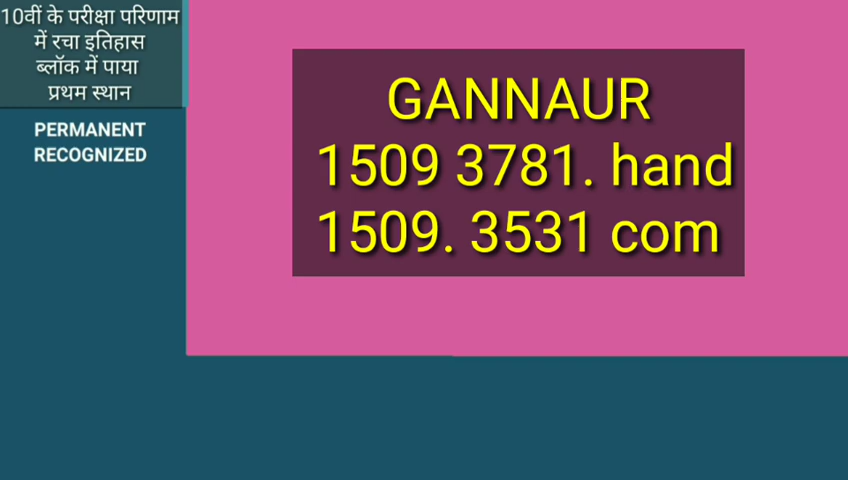 10वीं के परीक्षा परिणाम
में रचा इतिहास
ब्लॉक में पाया
प्रथम स्थान
PERMANENT
RECOGNIZED
GANNAUR
1509 3781. hand
1509. 3531 com